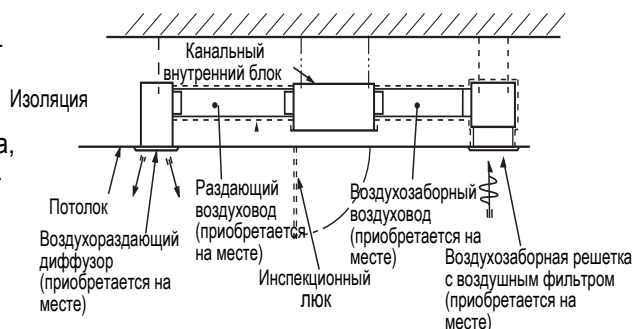 Канальный
внутренний блок
Изоляция
а,
Потолок
Воздухораздающий
диффузор
(приобретается на
месте)
Раздающий
воздуховод
(приобретается
на месте)
Инспекционный
люк
Воздухозаборный
воздуховод
(приобретается на
месте)
Воздухозаборная решетка
с воздушным фильтром
(приобретается на
месте)